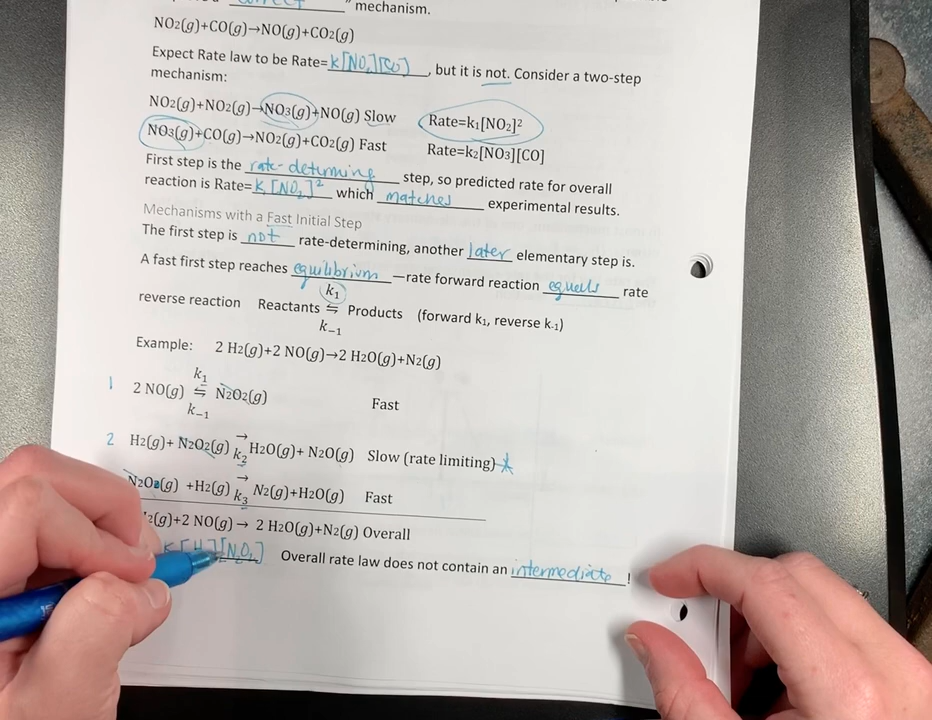 correct " mechanism.
NO2(g)+CO(g)→NO(g)+CO2(g)
Expect Rate law to be Rate=k[NO2][CO], but it is not. Consider a two-step
mechanism:
NO2(g)+NO2(g)→NO3(g)+NO(g) Slow Rate=k1[NO2]²
NO3(g)+CO(g)→NO2(g)+CO2(g) Fast Rate=k2[NO3][CO]
First step is the rate-determining step, so predicted rate for overall
reaction is Rate=k1[NO2]² which matches experimental results.
Mechanisms with a Fast Initial Step
The first step is not rate-determining, another later elementary step is.
A fast first step reaches equilibrium—rate forward reaction equals rate
k1
reverse reaction Reactants ⇋ Products (forward k1, reverse k-1)
k−1
Example: 2 H2(g)+2 NO(g)→2 H2O(g)+N2(g)
k1
1 2 NO(g) ⇋ N2O2(g) Fast
k−1
2 H2(g)+ N2O2(g) →k2 H2O(g)+ N2O(g) Slow (rate limiting)
N2O(g) +H2(g) →k3 N2(g)+H2O(g) Fast
2(g)+2 NO(g)→ 2 H2O(g)+N2(g) Overall
k[H2][N2O2] Overall rate law does not contain an intermediate!